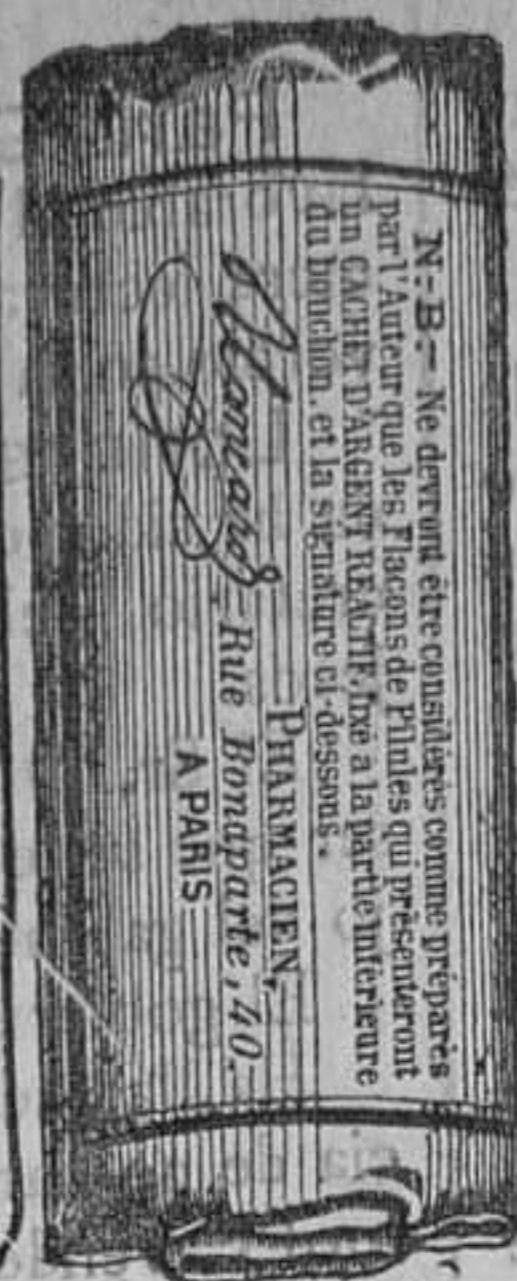 N.-B.- Ne devront être considérés comme préparés
par l'Auteur que les Flacons de Pilules qui présenteront
un CACHET D'ARGENT RÉACTIF, fixé à la partie inférieure
du bouchon, et la signature ci-dessous.
Blancard
PHARMACIEN,
Rue Bonaparte, 40.
A PARIS